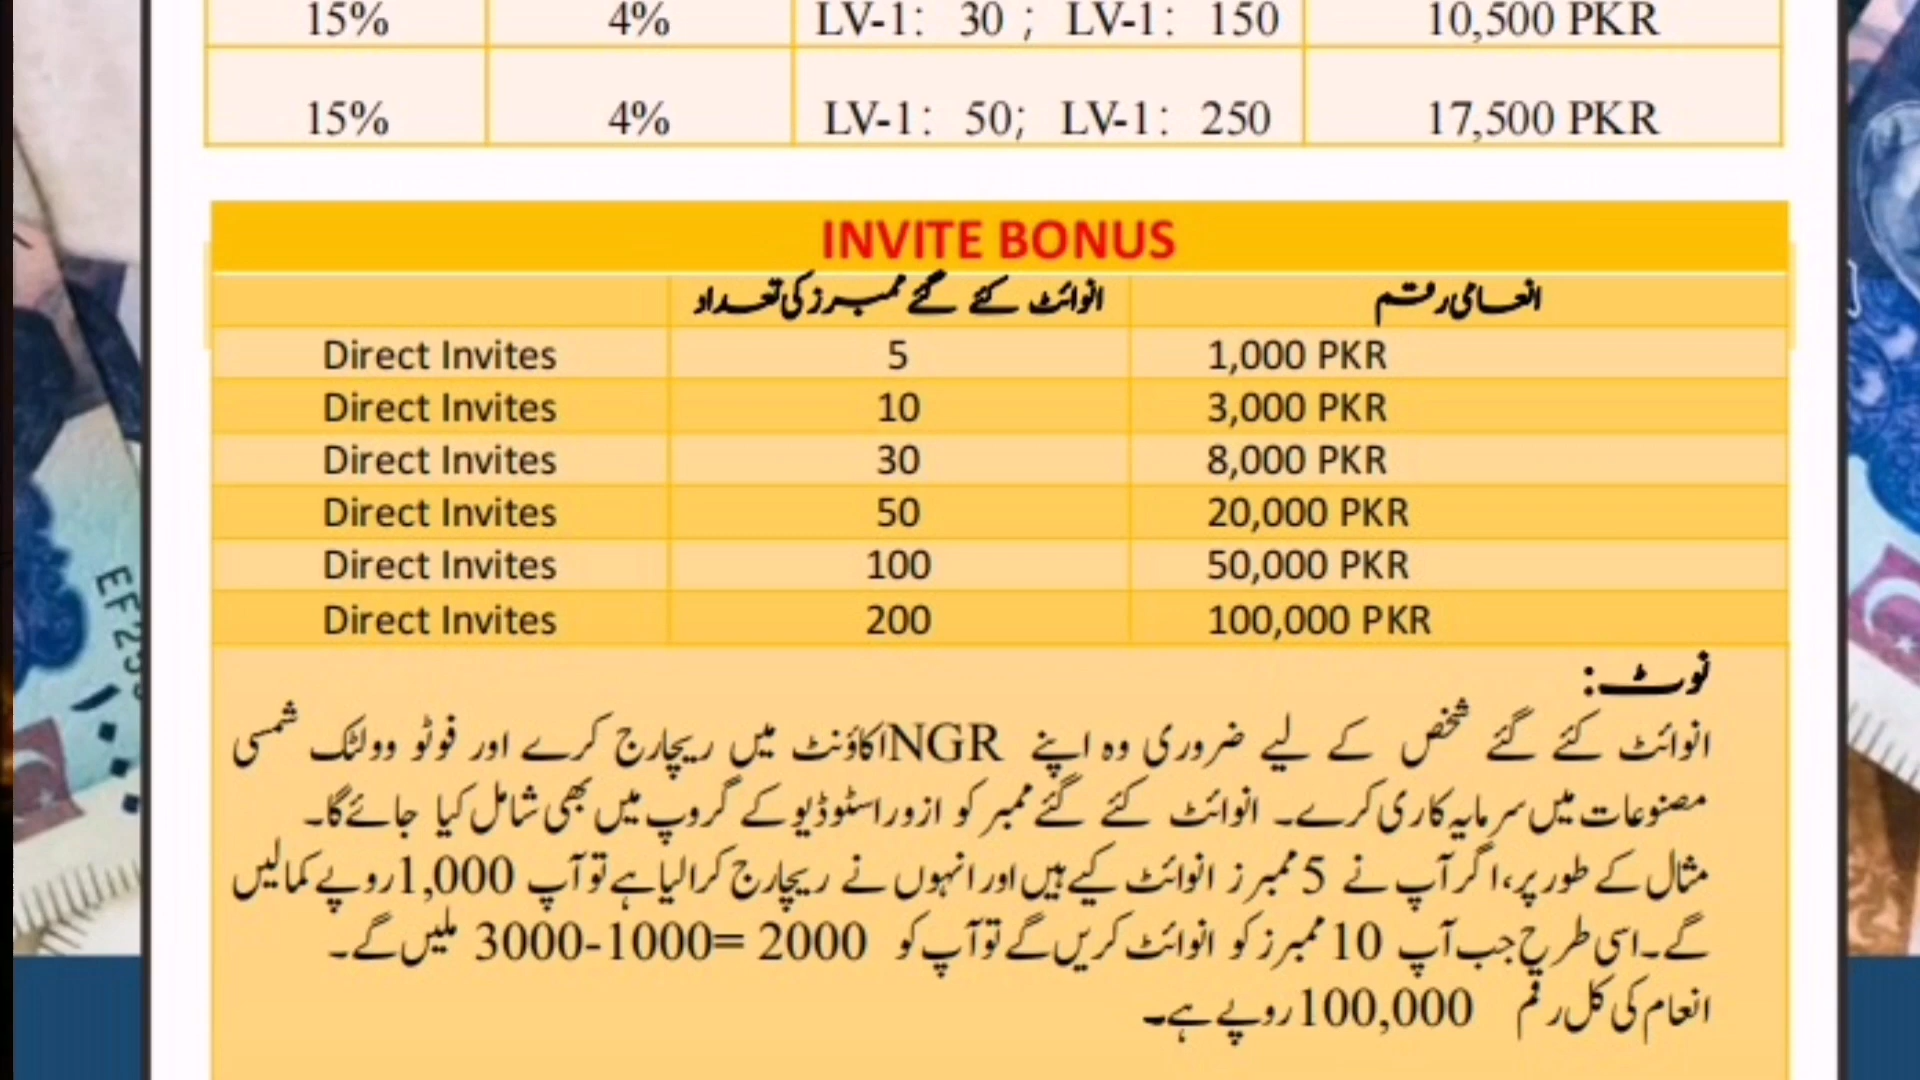 15% 4% LV-1: 30 ; LV-1: 150 10,500 PKR
15% 4% LV-1: 50; LV-1: 250 17,500 PKR
INVITE BONUS
انوائٹ کئے گئے ممبرز کی تعداد انعامی رقم
Direct Invites 5 1,000 PKR
Direct Invites 10 3,000 PKR
Direct Invites 30 8,000 PKR
Direct Invites 50 20,000 PKR
Direct Invites 100 50,000 PKR
Direct Invites 200 100,000 PKR
نوٹ:
انوائٹ کئے گئے شخص کے لیے ضروری وہ اپنے NGR اکاؤنٹ میں ریچارج کرے اور فوٹو وولٹک شمسی
مصنوعات میں سرمایہ کاری کرے۔ انوائٹ کئے گئے ممبر کو ازوراسٹوڈیو کے گروپ میں بھی شامل کیا جائے گا۔
مثال کے طور پر، اگر آپ نے 5 ممبرز انوائٹ کیے ہیں اور انہوں نے ریچارج کرالیا ہے تو آپ 1,000 روپے کما لیں
گے۔ اسی طرح جب آپ 10 ممبرز کو انوائٹ کریں گے تو آپ کو 2000 =3000-1000 ملیں گے۔
انعام کی کل رقم 100,000 روپے ہے۔